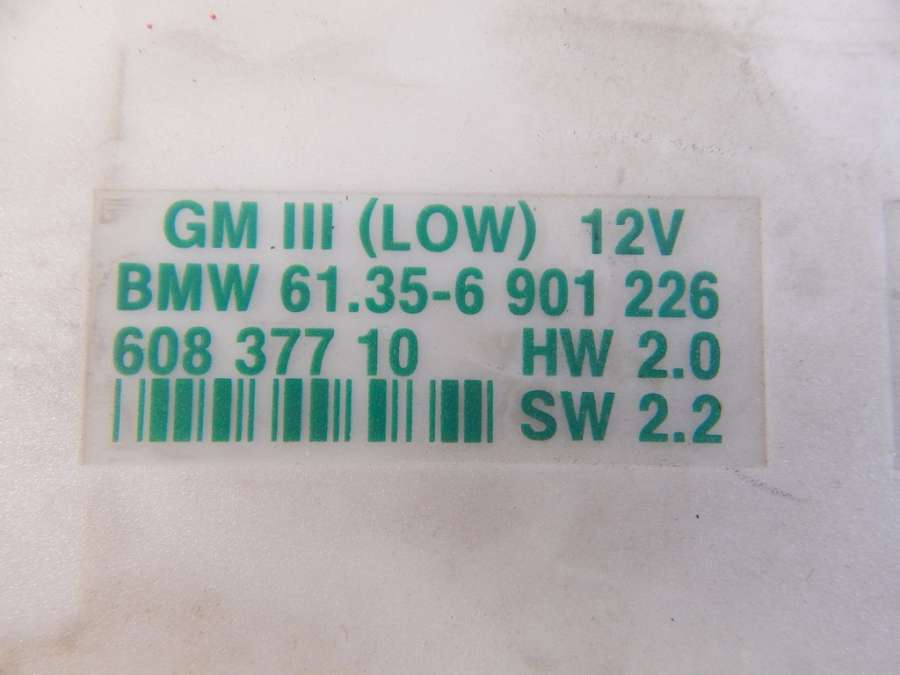 GM III (LOW) 12V
BMW 61.35-6 901 226
608 377 10 HW 2.0
SW 2.2